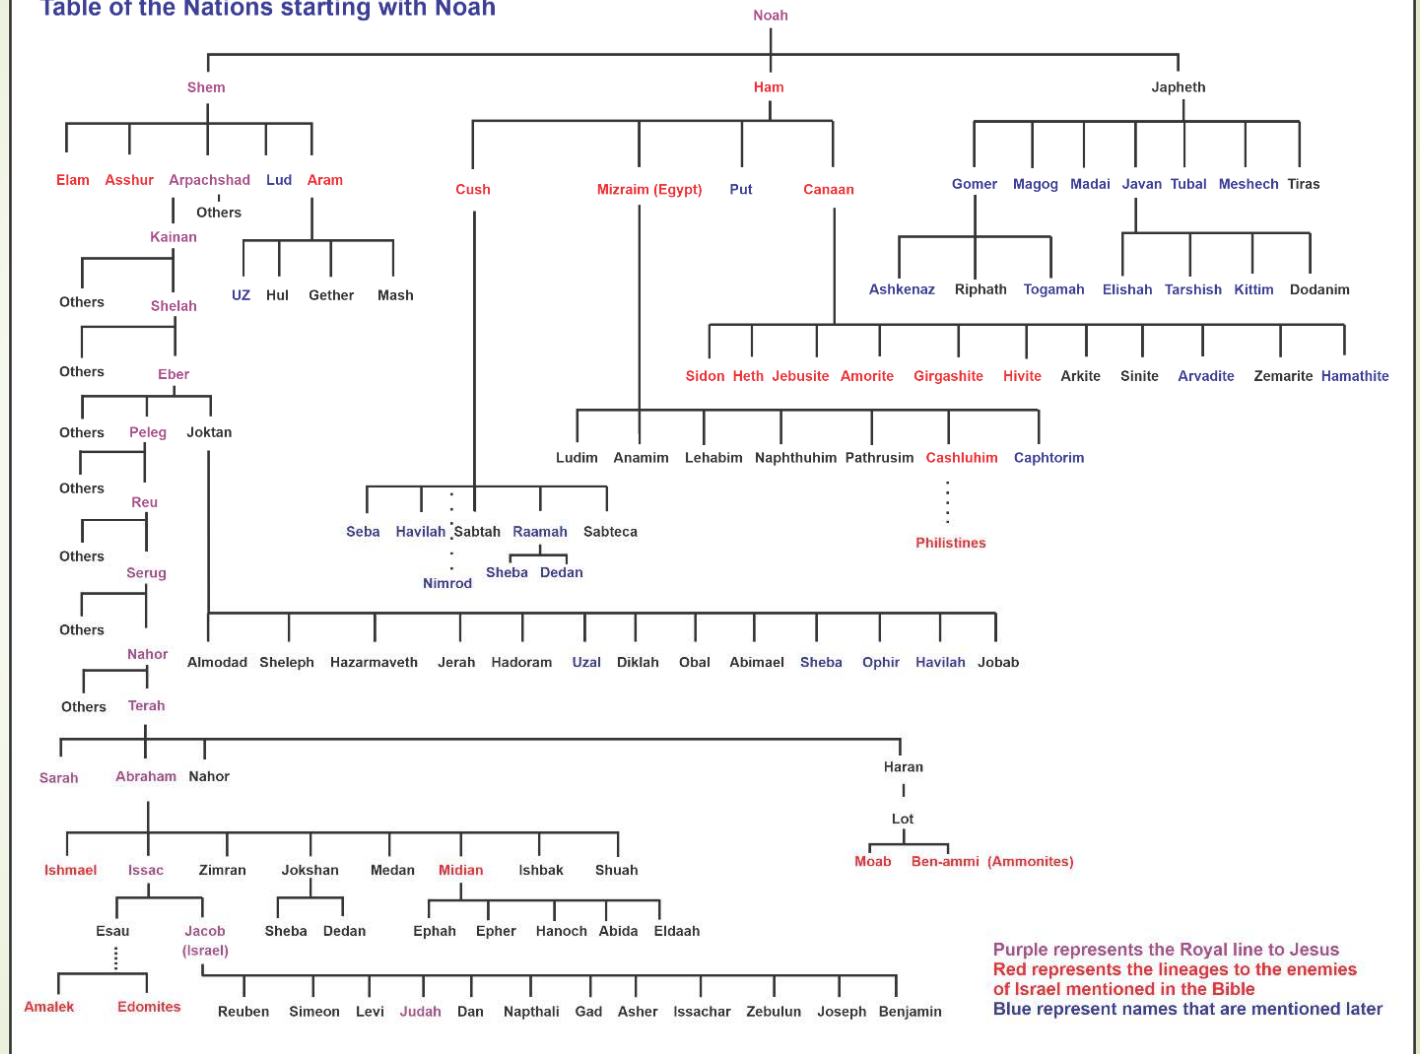 Table of the Nations starting with Noah
Noah
Shem
Ham
Japheth
Elam Asshur Arpachshad Lud Aram
Cush
Mizraim (Egypt)
Put
Canaan
Gomer Magog Madai Javan Tubal Meshech Tiras
Others
Kainan
UZ Hul Gether Mash
Ashkenaz Riphath Togamah Elishah Tarshish Kittim Dodanim
Others
Shelah
Others
Eber
Sidon Heth Jebusite Amorite Girgashite Hivite Arkite Sinite Arvadite Zemarite Hamathite
Others Peleg Joktan
Ludim Anamim Lehabim Naphthuhim Pathrusim Cashluhim Caphtorim
Others
Reu
Seba Havilah Sabtah Raamah Sabteca
Philistines
Others
Serug
Nimrod
Sheba Dedan
Others
Nahor
Almodad Sheleph Hazarmaveth Jerah Hadoram Uzal Diklah Obal Abimael Sheba Ophir Havilah Jobab
Others Terah
Sarah Abraham Nahor
Haran
Lot
Moab Ben-ammi (Ammonites)
Ishmael Issac Zimran Jokshan Medan Midian Ishbak Shuah
Esau
Jacob
(Israel)
Sheba Dedan
Ephah Epher Hanoch Abida Eldaah
Amalek Edomites
Reuben Simeon Levi Judah Dan Napthali Gad Asher Issachar Zebulun Joseph Benjamin
Purple represents the Royal line to Jesus
Red represents the lineages to the enemies
of Israel mentioned in the Bible
Blue represent names that are mentioned later